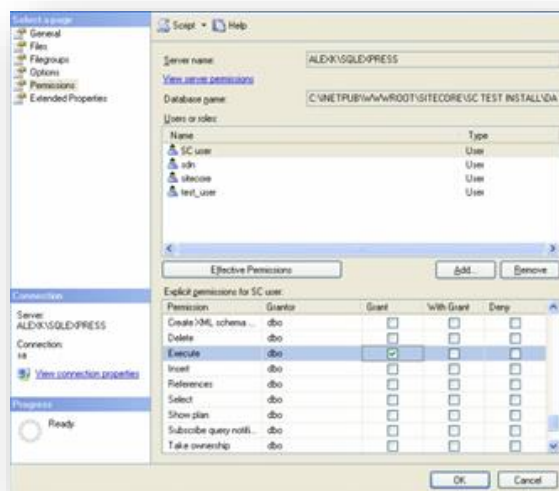 Select a page
General
Files
Filegroups
Options
Permissions
Extended Properties
Script Help
Server name: ALEXK\SQLEXPRESS
View server permissions
Database name: C:\INETPUB\WWWROOT\SITECORE\SC TEST INSTALL\DA
Users or roles:
Name Type
SC user User
sdn User
sitecore User
test_user User
Effective Permissions Add... Remove
Connection
Server:
ALEXK\SQLEXPRESS
Connection:
sa
View connection properties
Progress
Ready
Explicit permissions for SC user:
Permission Grantor Grant With Grant Deny
Create XML schema ... dbo
Delete dbo
Execute dbo
Insert dbo
References dbo
Select dbo
Show plan dbo
Subscribe query notifi... dbo
Take ownership dbo
OK Cancel